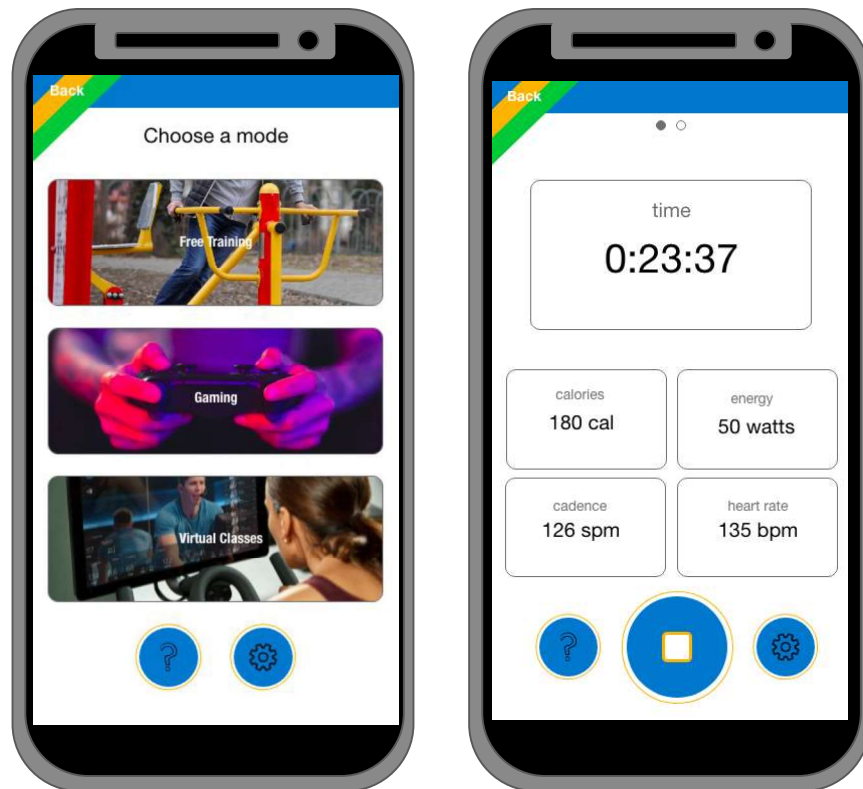 Back
Choose a mode
Free Training
Gaming
Virtual Classes
?
Back
time
0:23:37
calories
180 cal
energy
50 watts
cadence
126 spm
heart rate
135 bpm
?